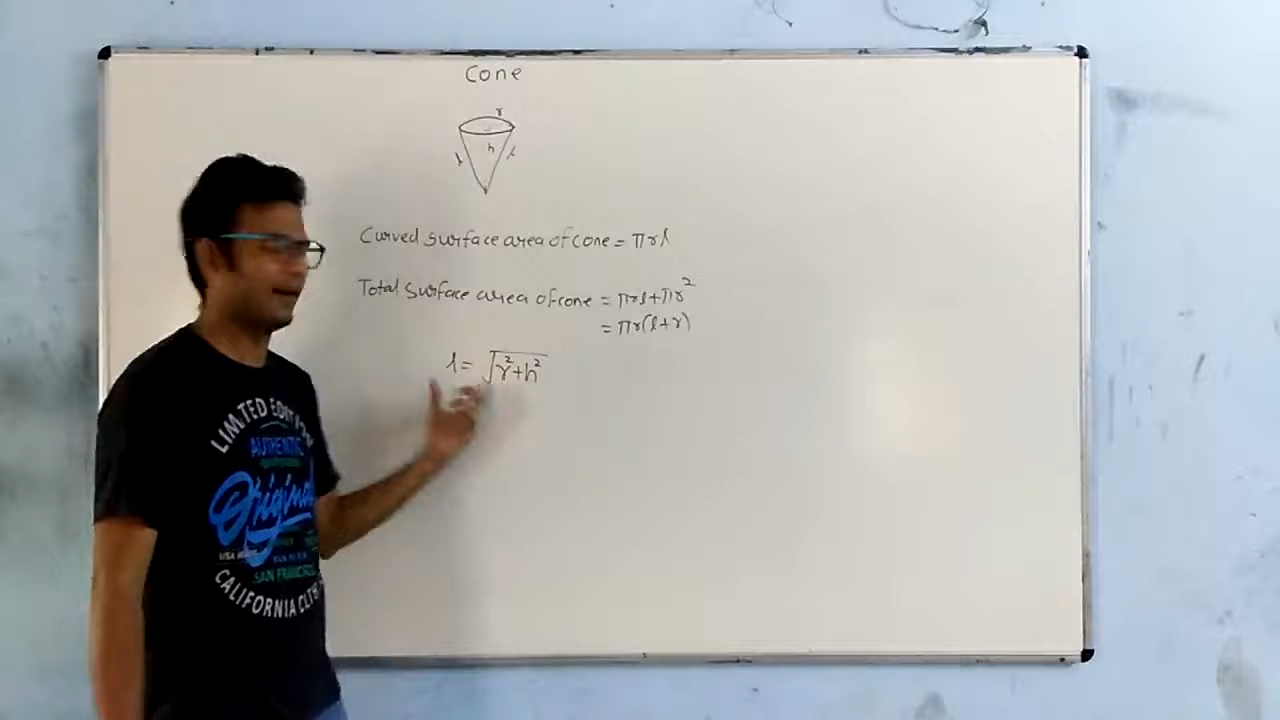 Cone
r
l h l
Curved surface area of cone = πrl
Total surface area of cone = πrl+πr²
= πr(l+r)
l = √r²+h²
LIMITED EDITION
AUTHENTIC
Original
SAN FRANCISCO
CALIFORNIA